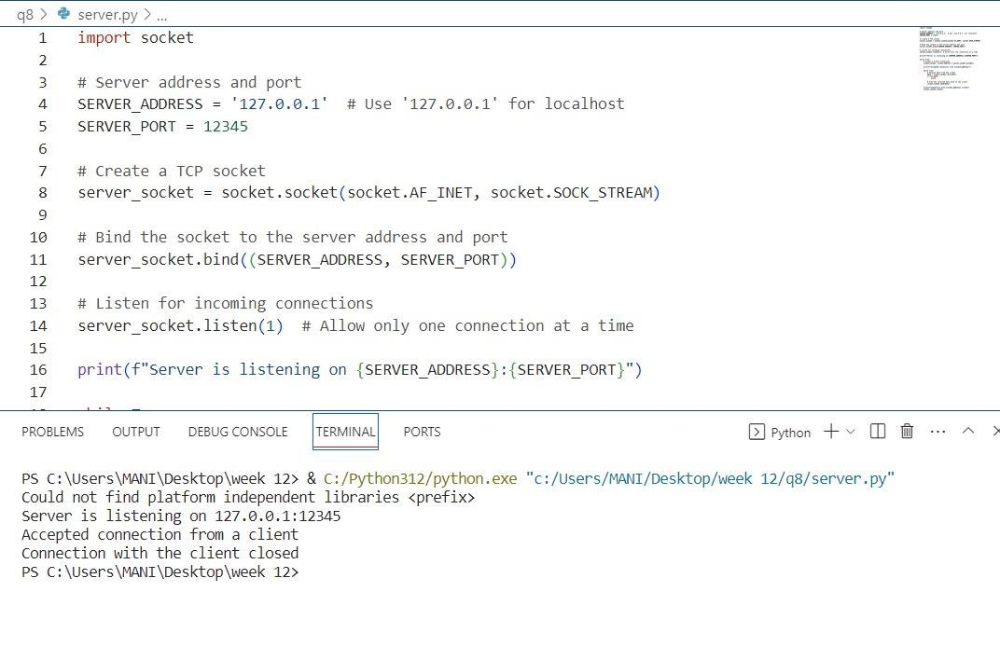 q8 > server.py > ...
1 import socket
2
3 # Server address and port
4 SERVER_ADDRESS = '127.0.0.1'  # Use '127.0.0.1' for localhost
5 SERVER_PORT = 12345
6
7 # Create a TCP socket
8 server_socket = socket.socket(socket.AF_INET, socket.SOCK_STREAM)
9
10 # Bind the socket to the server address and port
11 server_socket.bind((SERVER_ADDRESS, SERVER_PORT))
12
13 # Listen for incoming connections
14 server_socket.listen(1)  # Allow only one connection at a time
15
16 print(f"Server is listening on {SERVER_ADDRESS}:{SERVER_PORT}")
17
PROBLEMS OUTPUT DEBUG CONSOLE TERMINAL PORTS Python
PS C:\Users\MANI\Desktop\week 12> & C:/Python312/python.exe "c:/Users/MANI/Desktop/week 12/q8/server.py"
Could not find platform independent libraries <prefix>
Server is listening on 127.0.0.1:12345
Accepted connection from a client
Connection with the client closed
PS C:\Users\MANI\Desktop\week 12>